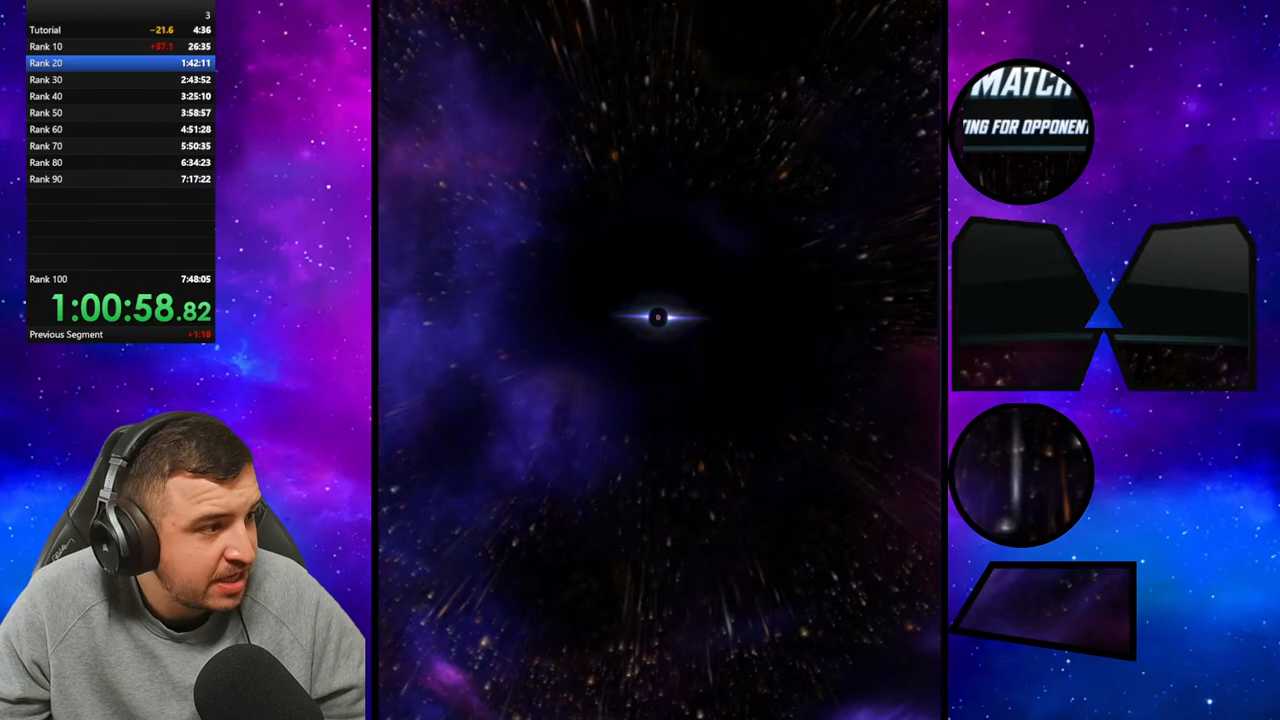 3
Tutorial −21.6 4:36
Rank 10 +57.1 26:35
Rank 20 1:42:11
Rank 30 2:43:52
Rank 40 3:25:10
Rank 50 3:58:57
Rank 60 4:51:28
Rank 70 5:50:35
Rank 80 6:34:23
Rank 90 7:17:22
Rank 100 7:48:05
1:00:58.82
Previous Segment +1:18
MATCH
ING FOR OPPONENT